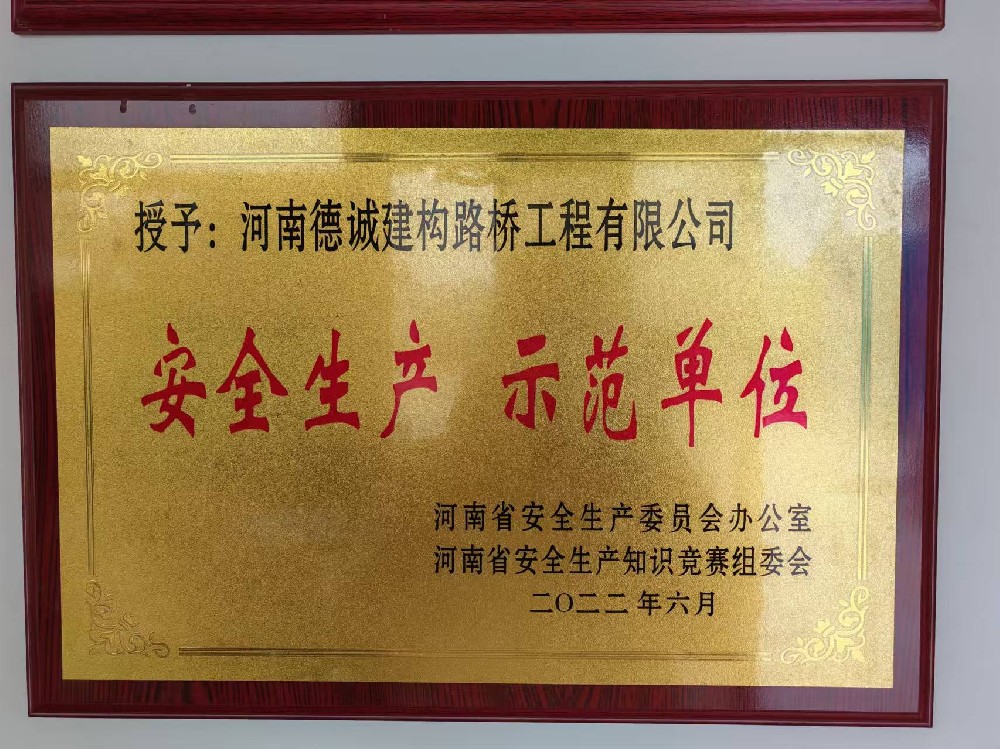 授予：河南德诚建构路桥工程有限公司
安全生产 示范单位
河南省安全生产委员会办公室
河南省安全生产知识竞赛组委会
二〇二二年六月